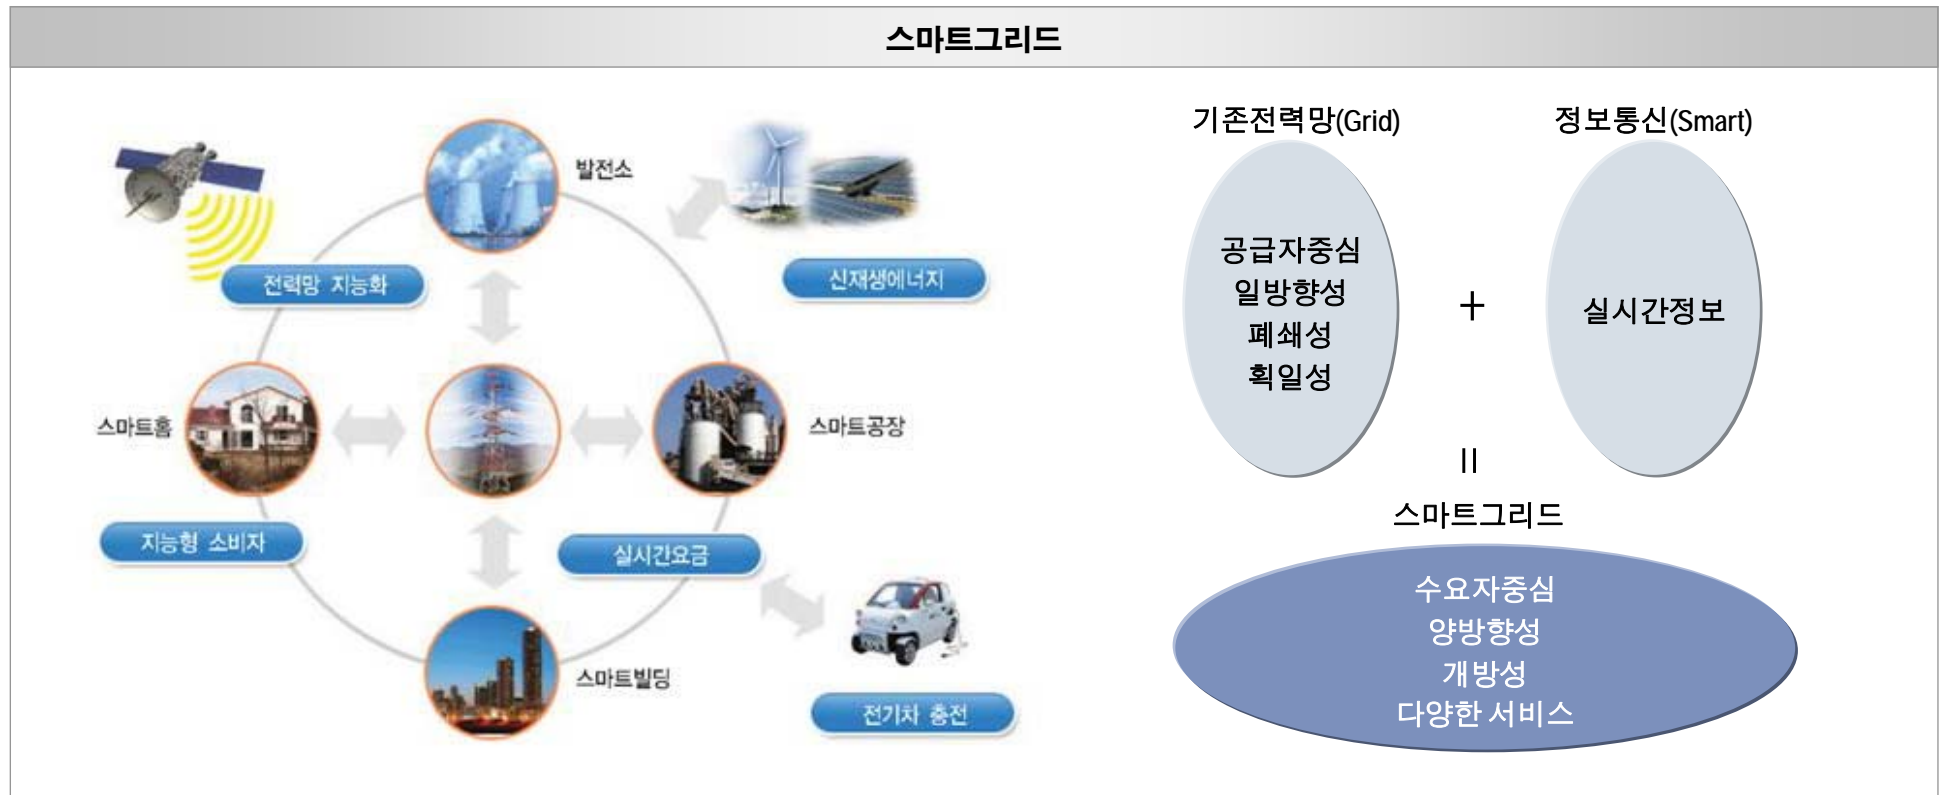 스마트그리드
발전소
전력망 지능화
신재생에너지
스마트홈
스마트공장
지능형 소비자
실시간요금
스마트빌딩
전기차 충전
기존전력망(Grid)
정보통신(Smart)
공급자중심
일방향성
폐쇄성
획일성
+
실시간정보
=
스마트그리드
수요자중심
양방향성
개방성
다양한 서비스